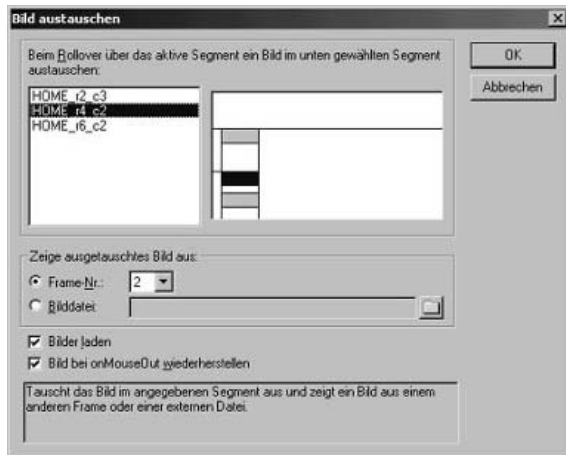 Bild austauschen
Beim Rollover über das aktive Segment ein Bild im unten gewählten Segment
austauschen:
OK
Abbrechen
HOME_r2_c3
HOME_r4_c2
HOME_r6_c2
Zeige ausgetauschtes Bild aus:
Frame-Nr.: 2
Bilddatei:
Bilder laden
Bild bei onMouseOut wiederherstellen
Tauscht das Bild im angegebenen Segment aus und zeigt ein Bild aus einem
anderen Frame oder einer externen Datei.